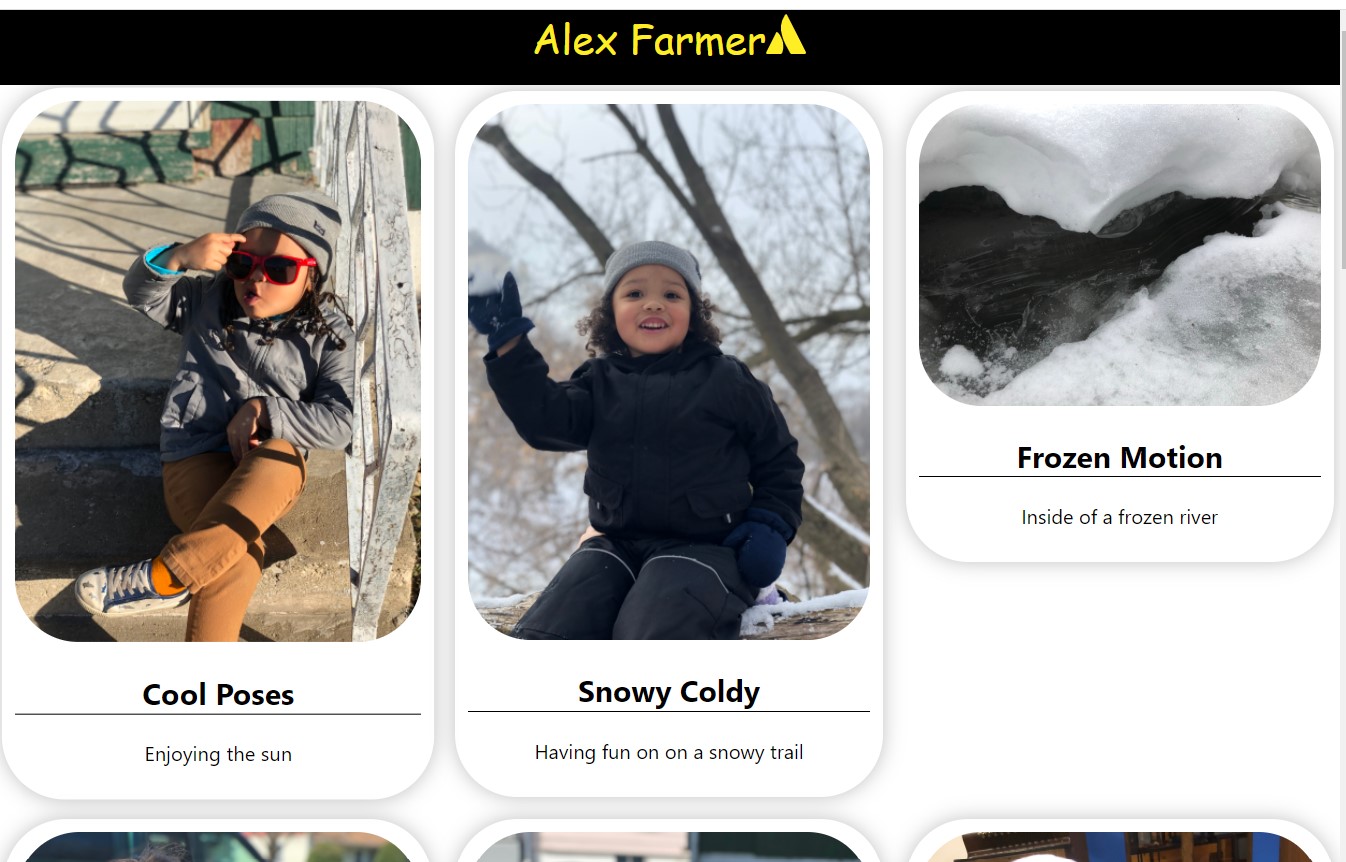 Alex Farmer
Cool Poses
Enjoying the sun
Snowy Coldy
Having fun on on a snowy trail
Frozen Motion
Inside of a frozen river